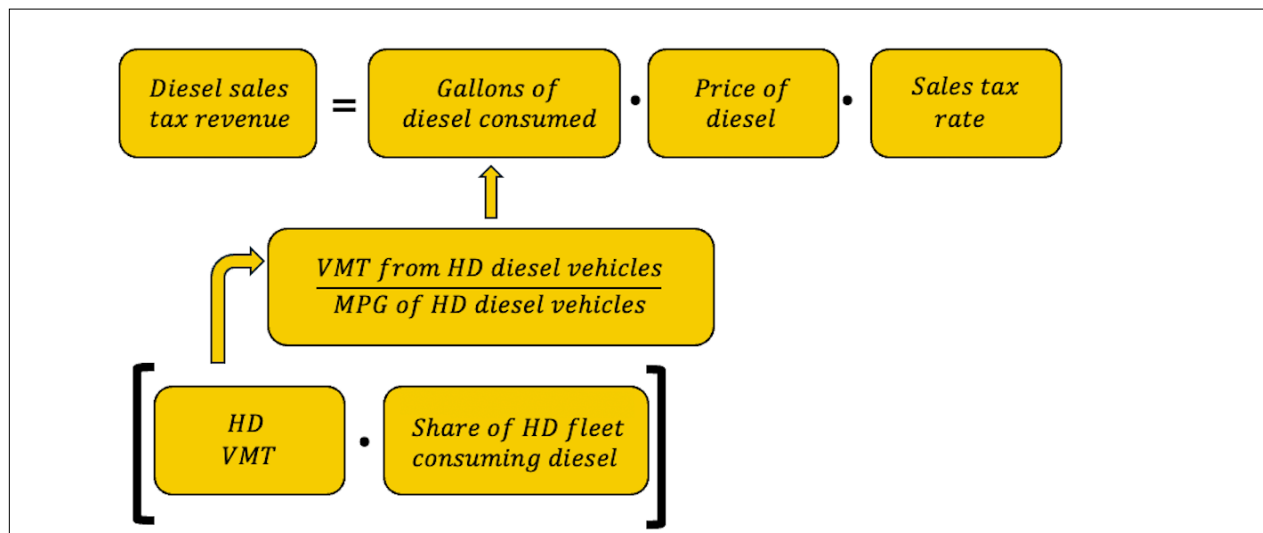 Diesel sales
tax revenue
=
Gallons of
diesel consumed
·
Price of
diesel
·
Sales tax
rate
VMT from HD diesel vehicles
MPG of HD diesel vehicles
[
HD
VMT
·
Share of HD fleet
consuming diesel
]